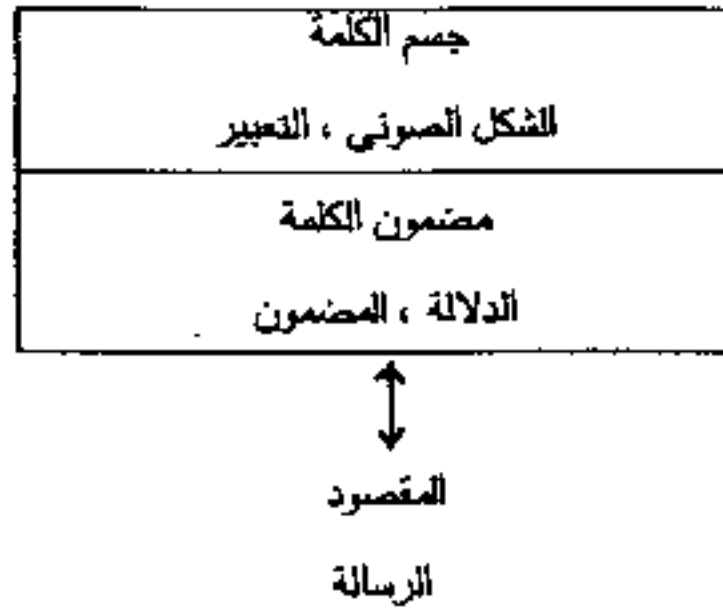 جسم الكلمة
الشكل الصوتي ، التعبير
مضمون الكلمة
الدلالة ، المضمون
المقصود
الرسالة